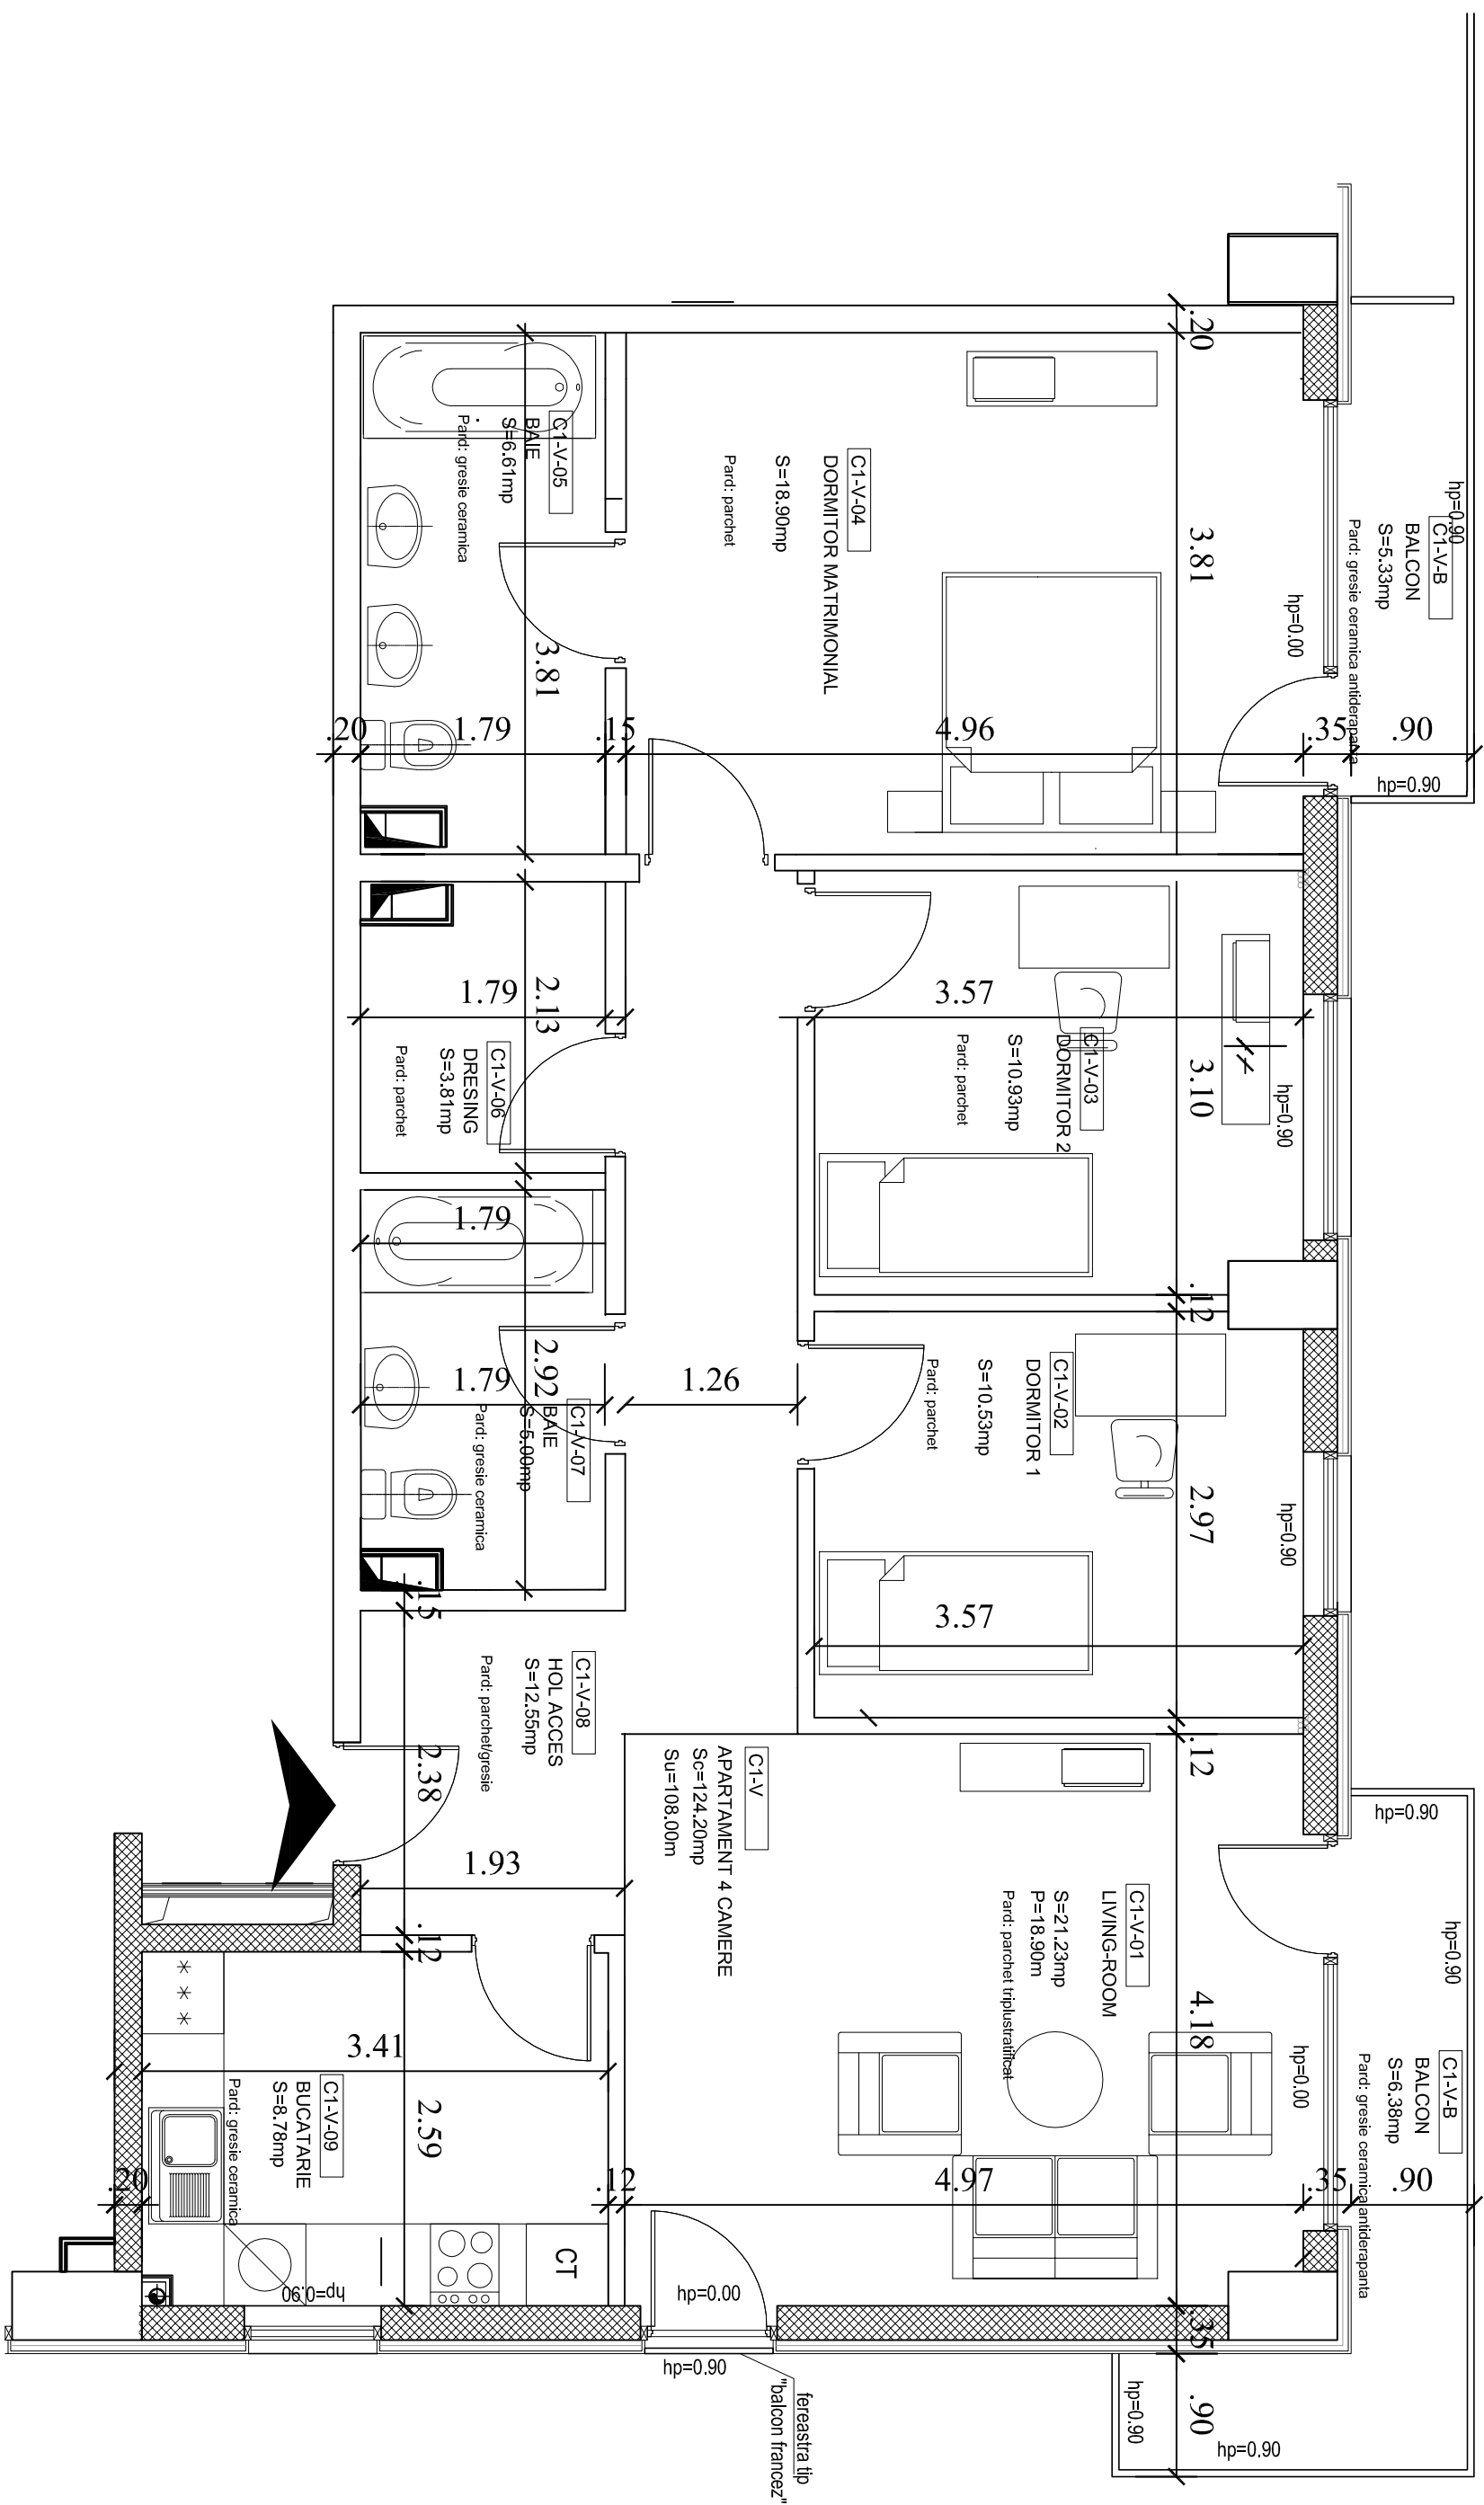 C1-V-B
BALCON
S=5.33mp
Pard: gresie ceramica antiderapanta
hp=0.90
hp=0.90
hp=0.00
.20
3.81
C1-V-04
DORMITOR MATRIMONIAL
S=18.90mp
Pard: parchet
C1-V-05
BAIE
S=6.61mp
Pard: gresie ceramica
3.81
.20
1.79
.15
4.96
.35
.90
C1-V-03
DORMITOR 2
S=10.93mp
Pard: parchet
3.57
3.10
hp=0.90
1.79
2.13
C1-V-06
DRESING
S=3.81mp
Pard: parchet
1.79
.12
C1-V-02
DORMITOR 1
S=10.53mp
Pard: parchet
2.97
hp=0.90
3.57
1.26
1.79
2.92
C1-V-07
BAIE
S=5.00mp
Pard: gresie ceramica
.15
C1-V-08
HOL ACCES
S=12.55mp
Pard: parchet/gresie
2.38
1.93
.12
C1-V
APARTAMENT 4 CAMERE
Sc=124.20mp
Su=108.00m
.12
C1-V-01
LIVING-ROOM
S=21.23mp
P=18.90m
Pard: parchet triplustratificat
4.18
hp=0.00
hp=0.90
hp=0.90
C1-V-B
BALCON
S=6.38mp
Pard: gresie ceramica antiderapanta
3.41
2.59
C1-V-09
BUCATARIE
S=8.78mp
Pard: gresie ceramica
.20
.12
4.97
.35
.90
CT
hp=0.90
hp=0.00
hp=0.90
fereastra tip
"balcon francez"
.35
.90
hp=0.90
hp=0.90